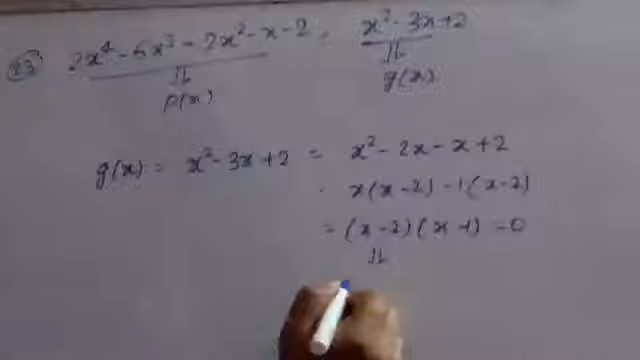 23 2x⁴ - 6x³ - 2x² - x - 2, x² - 3x + 2
p(x) g(x)
g(x) = x² - 3x + 2 = x² - 2x - x + 2
x(x-2) - 1(x-2)
= (x-2)(x-1) = 0